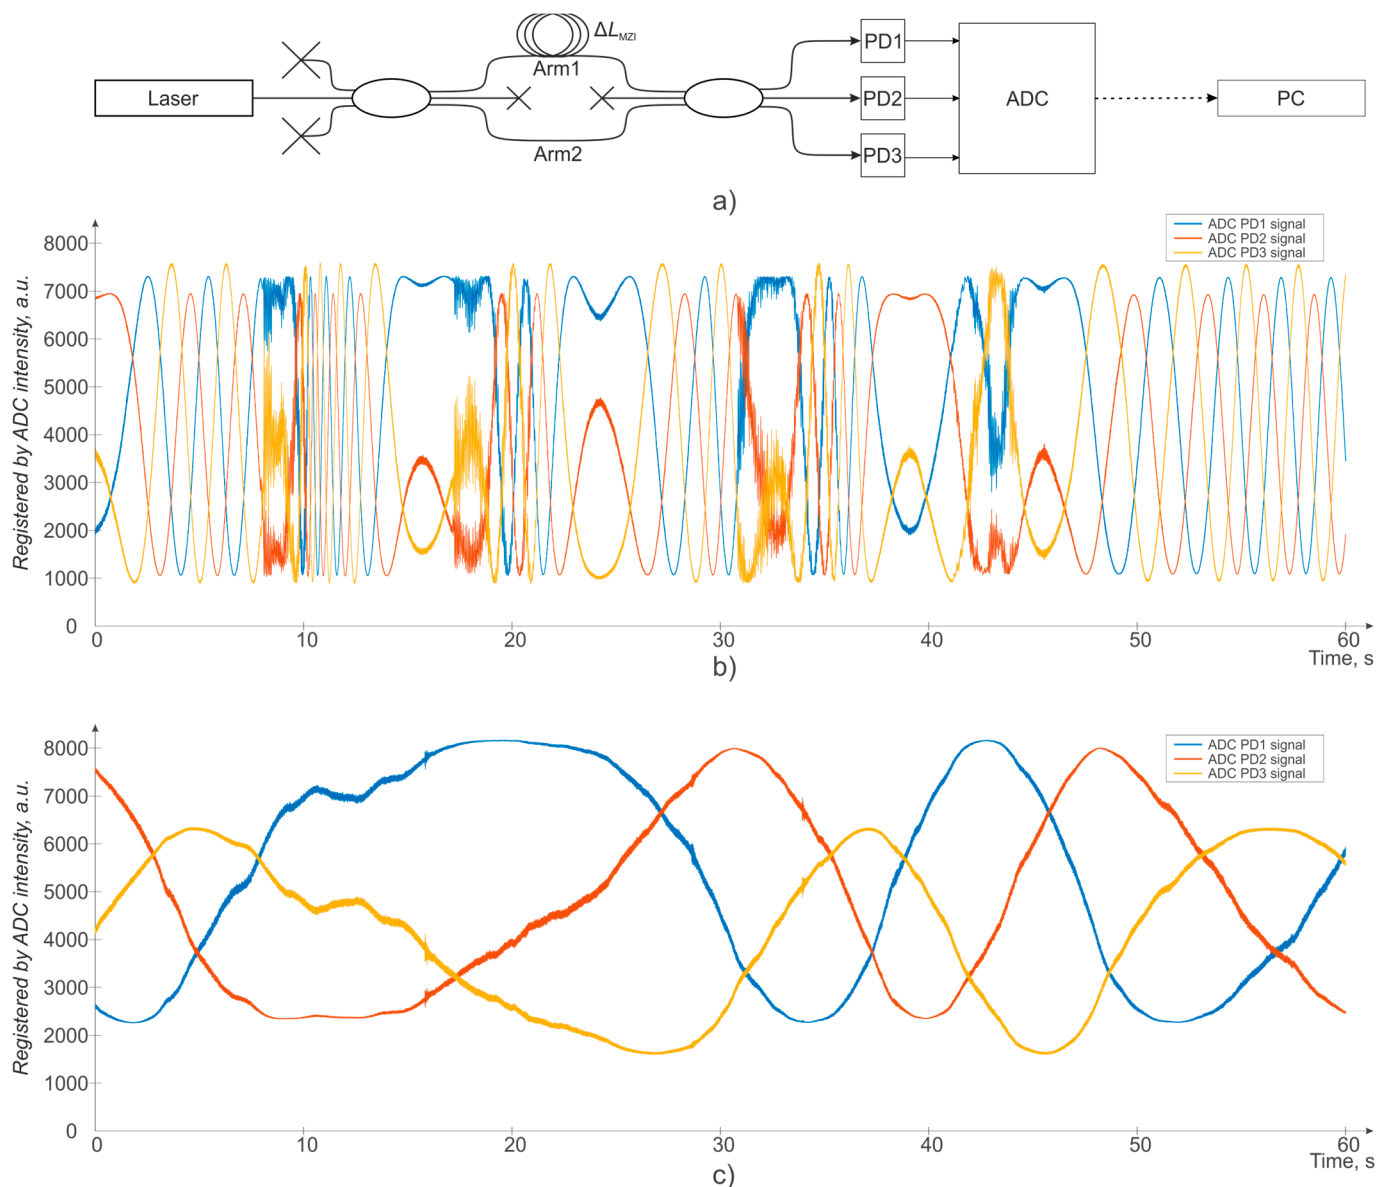 ΔL MZI
Arm1
Laser
Arm2
PD1
PD2
PD3
ADC
PC
a)
Registered by ADC intensity, a.u.
8000
7000
6000
5000
4000
3000
2000
1000
0
ADC PD1 signal
ADC PD2 signal
ADC PD3 signal
0 10 20 30 40 50 60
Time, s
b)
Registered by ADC intensity, a.u.
8000
7000
6000
5000
4000
3000
2000
1000
0
ADC PD1 signal
ADC PD2 signal
ADC PD3 signal
0 10 20 30 40 50 60
Time, s
c)